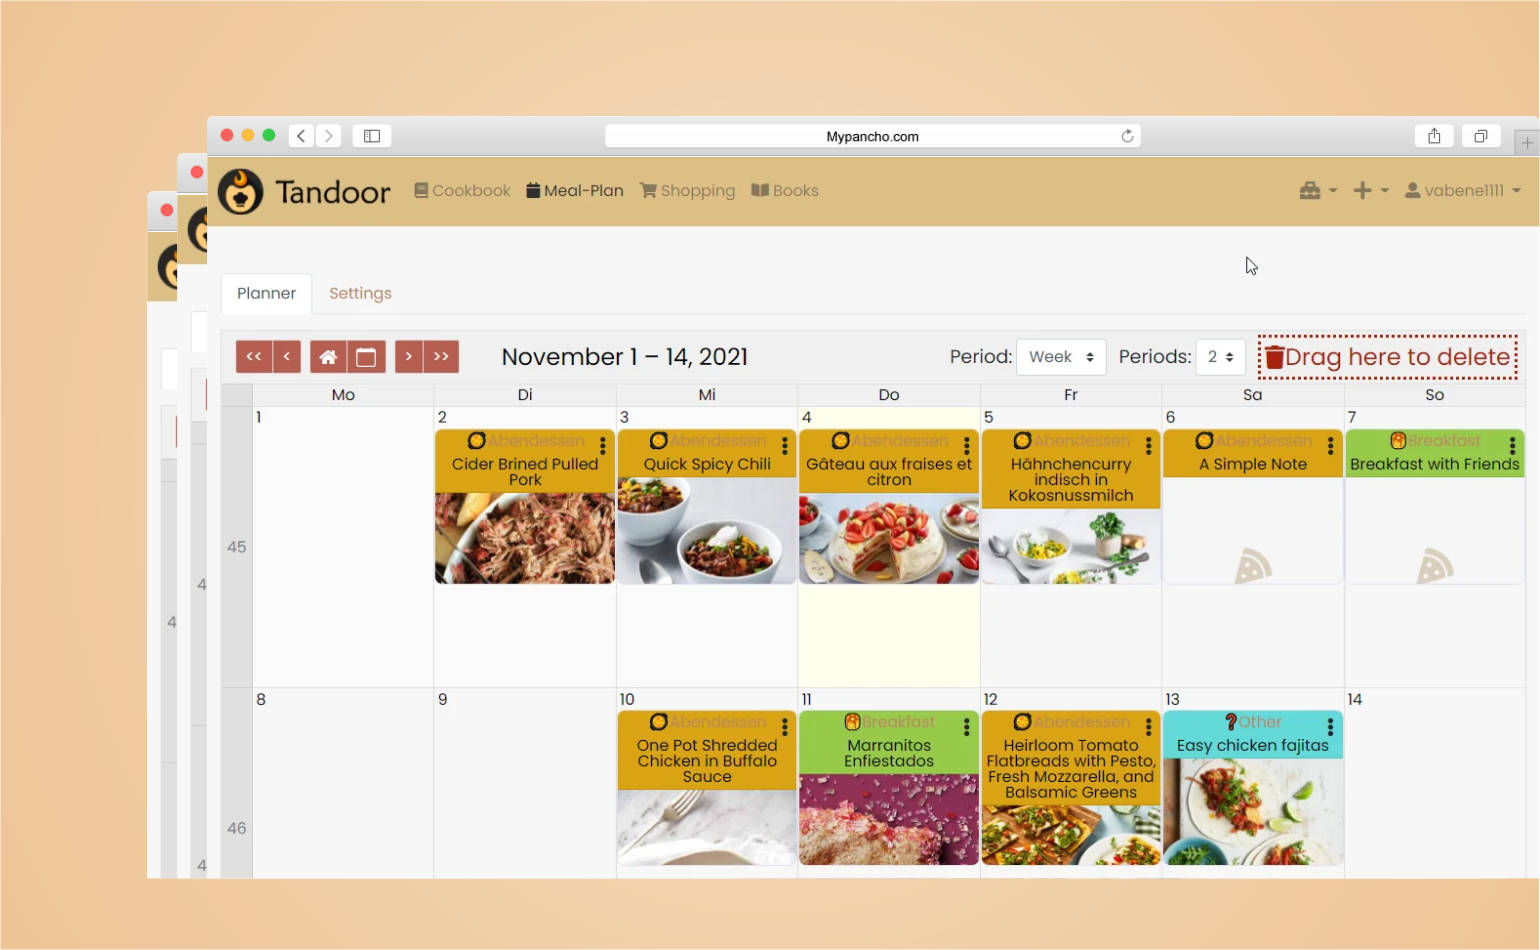 Mypancho.com
Tandoor
Cookbook
Meal-Plan
Shopping
Books
vabene1111
Planner
Settings
<<
<
>
>>
November 1 – 14, 2021
Period:
Week
Periods:
2
Drag here to delete
Mo
Di
Mi
Do
Fr
Sa
So
45
1
2
Abendessen
Cider Brined Pulled
Pork
3
Abendessen
Quick Spicy Chili
4
Abendessen
Gâteau aux fraises et
citron
5
Abendessen
Hähnchencurry
indisch in
Kokosnussmilch
6
Abendessen
A Simple Note
7
Breakfast
Breakfast with Friends
46
8
9
10
Abendessen
One Pot Shredded
Chicken in Buffalo
Sauce
11
Breakfast
Marranitos
Enfiestados
12
Abendessen
Heirloom Tomato
Flatbreads with Pesto,
Fresh Mozzarella, and
Balsamic Greens
13
Other
Easy chicken fajitas
14
4
4
4